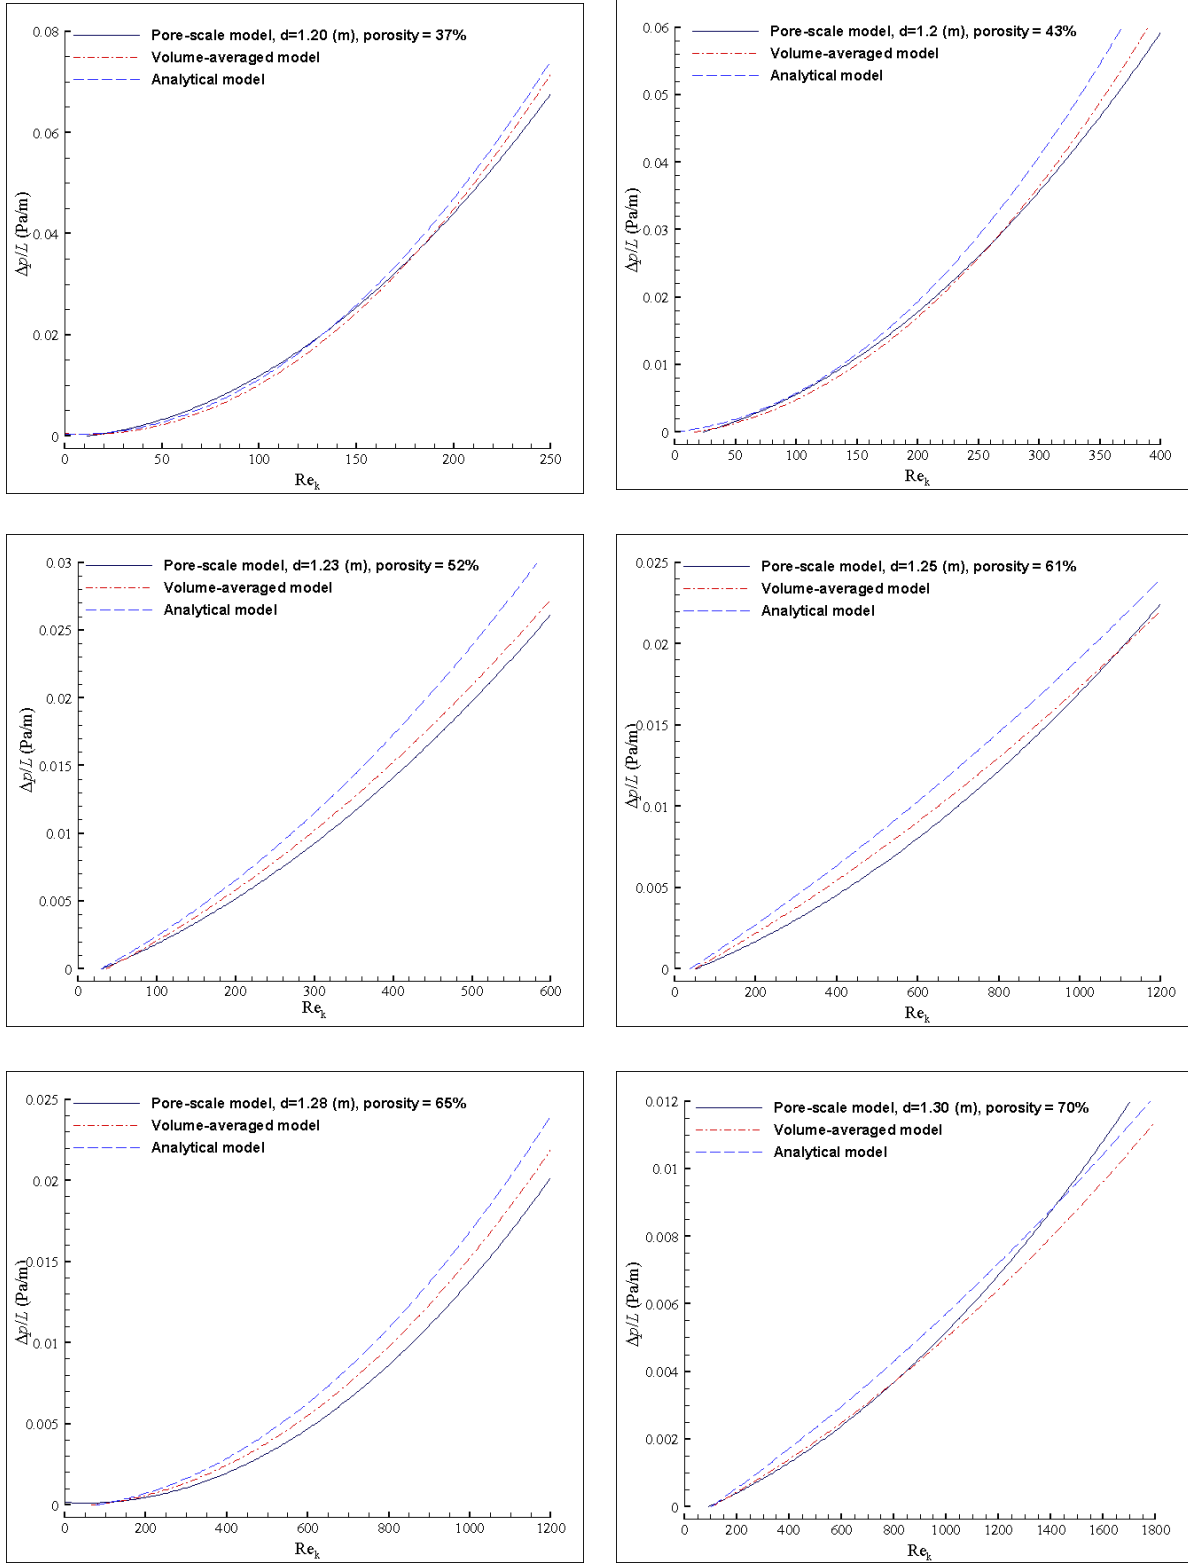 Pore-scale model, d=1.20 (m), porosity = 37%
Volume-averaged model
Analytical model
0.08
0.06
0.04
0.02
0
Δp/L (Pa/m)
0 50 100 150 200 250
Re_k
Pore-scale model, d=1.2 (m), porosity = 43%
Volume-averaged model
Analytical model
0.06
0.05
0.04
0.03
0.02
0.01
0
Δp/L (Pa/m)
0 50 100 150 200 250 300 350 400
Re_k
Pore-scale model, d=1.23 (m), porosity = 52%
Volume-averaged model
Analytical model
0.03
0.025
0.02
0.015
0.01
0.005
0
Δp/L (Pa/m)
0 100 200 300 400 500 600
Re_k
Pore-scale model, d=1.25 (m), porosity = 61%
Volume-averaged model
Analytical model
0.025
0.02
0.015
0.01
0.005
0
Δp/L (Pa/m)
0 200 400 600 800 1000 1200
Re_k
Pore-scale model, d=1.28 (m), porosity = 65%
Volume-averaged model
Analytical model
0.025
0.02
0.015
0.01
0.005
0
Δp/L (Pa/m)
0 200 400 600 800 1000 1200
Re_k
Pore-scale model, d=1.30 (m), porosity = 70%
Volume-averaged model
Analytical model
0.012
0.01
0.008
0.006
0.004
0.002
0
Δp/L (Pa/m)
0 200 400 600 800 1000 1200 1400 1600 1800
Re_k